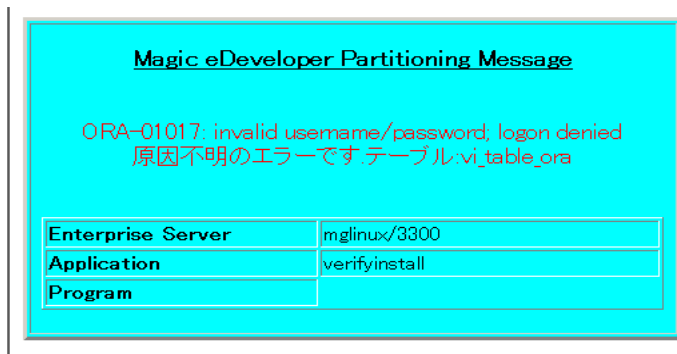 Magic eDeveloper Partitioning Message
ORA-01017: invalid username/password; logon denied
原因不明のエラーです.テーブル:vi_table_ora
Enterprise Server mglinux/3300
Application verifyinstall
Program